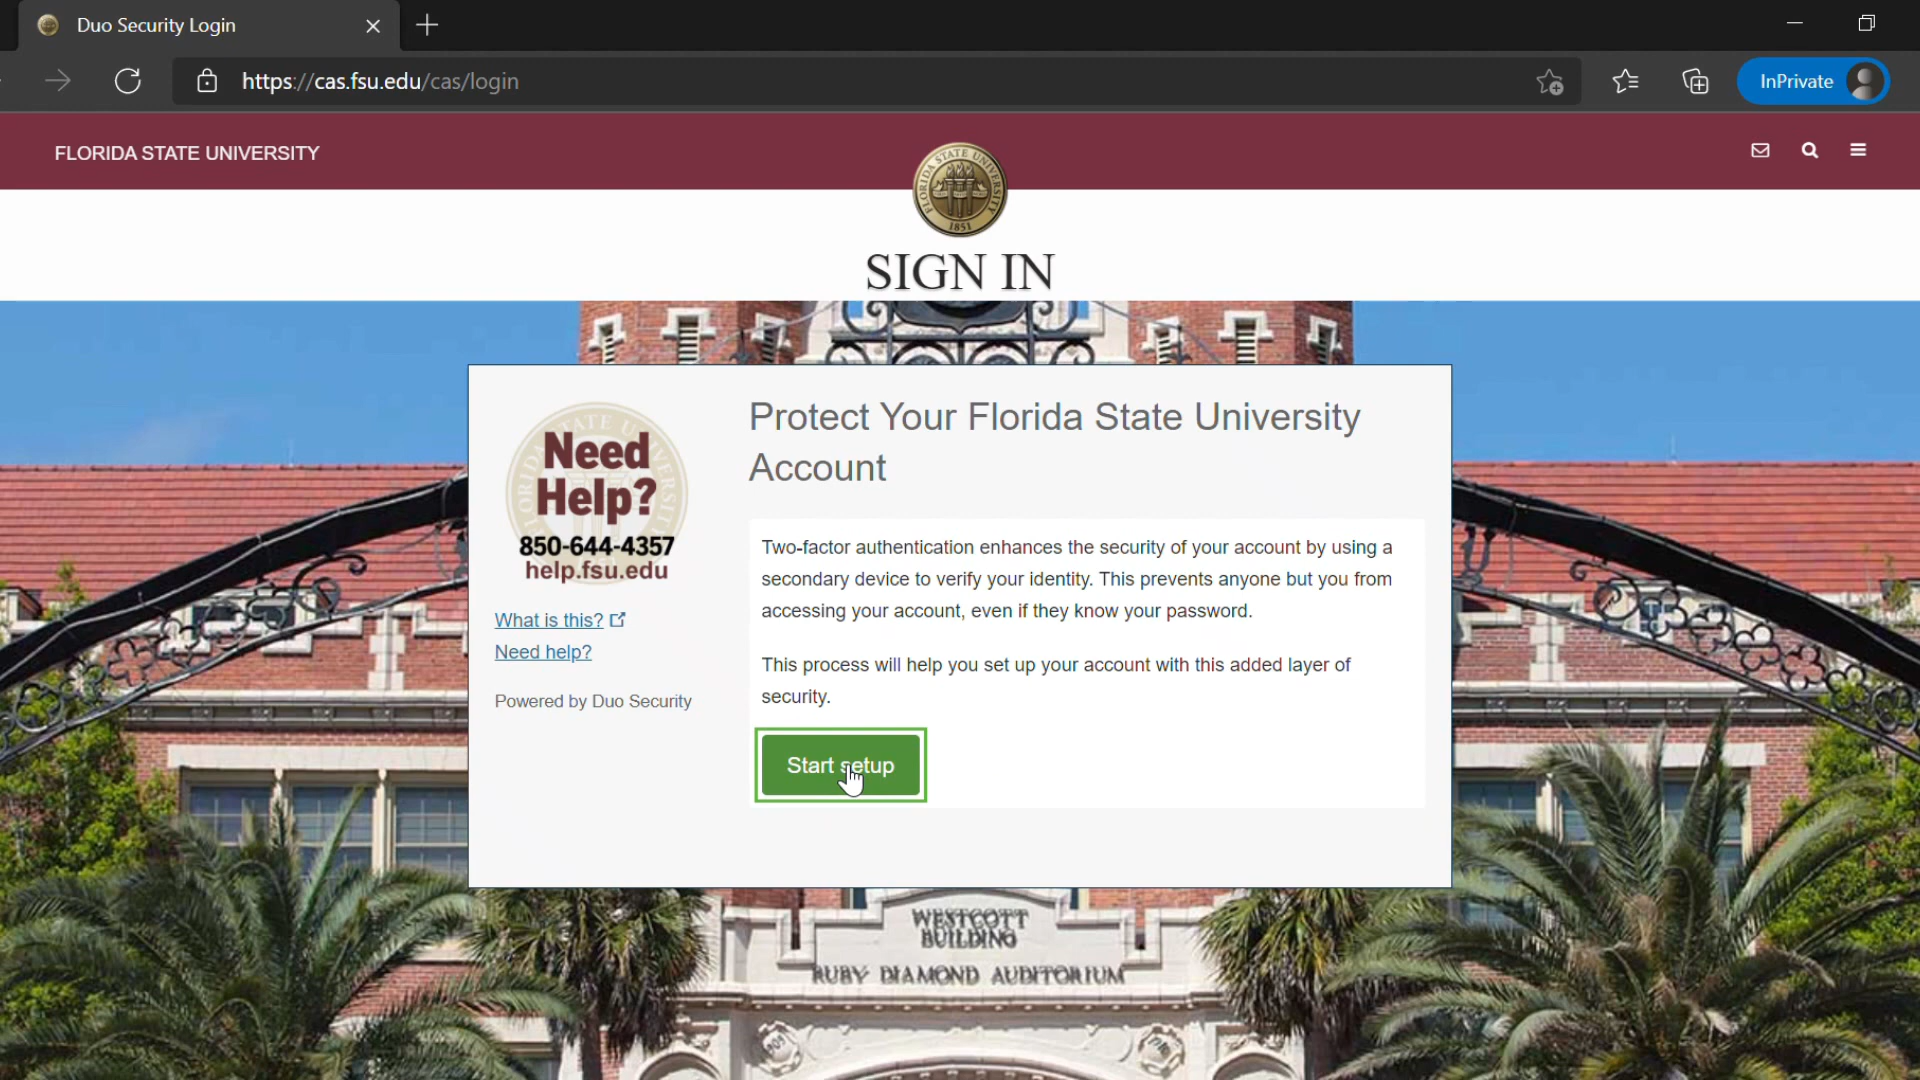 Duo Security Login
https://cas.fsu.edu/cas/login
InPrivate
FLORIDA STATE UNIVERSITY
FLORIDA STATE UNIVERSITY
1851
SIGN IN
Need
Help?
850-644-4357
help.fsu.edu
What is this?
Need help?
Powered by Duo Security
Protect Your Florida State University
Account
Two-factor authentication enhances the security of your account by using a
secondary device to verify your identity. This prevents anyone but you from
accessing your account, even if they know your password.
This process will help you set up your account with this added layer of
security.
Start setup
WESTCOTT
BUILDING
RUBY DIAMOND AUDITORIUM